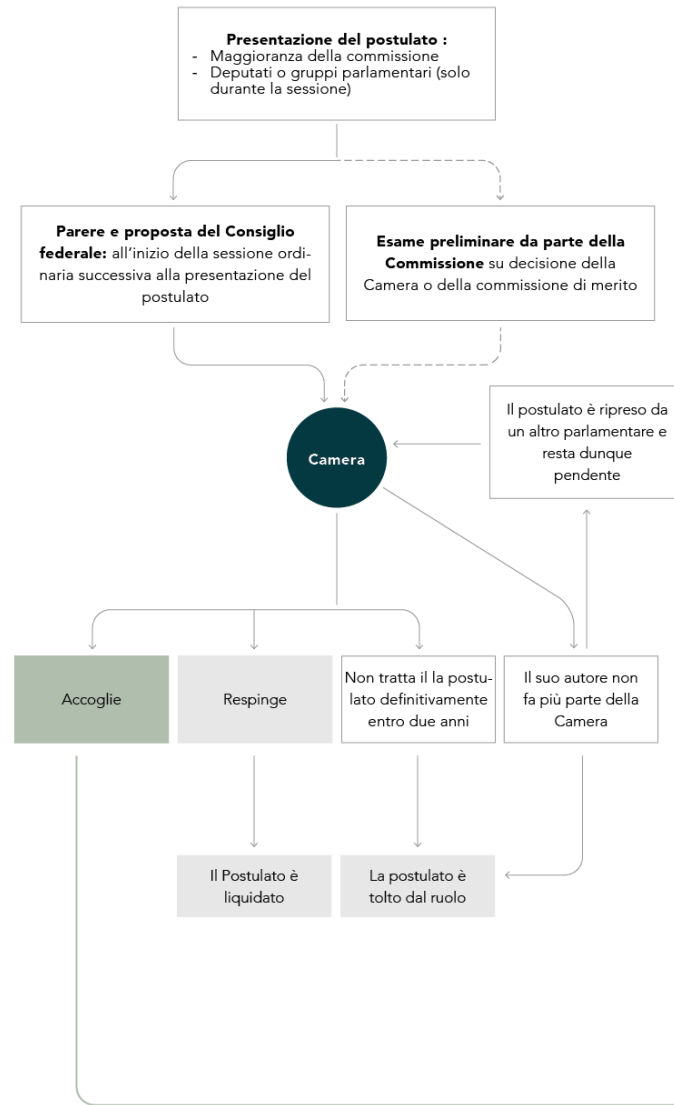 Presentazione del postulato :
- Maggioranza della commissione
- Deputati o gruppi parlamentari (solo
durante la sessione)
Parere e proposta del Consiglio
federale: all'inizio della sessione ordi-
naria successiva alla presentazione del
postulato
Esame preliminare da parte della
Commissione su decisione della
Camera o della commissione di merito
Il postulato è ripreso da
un altro parlamentare e
resta dunque
pendente
Camera
Accoglie
Respinge
Non tratta il la postu-
lato definitivamente
entro due anni
Il suo autore non
fa più parte della
Camera
Il Postulato è
liquidato
La postulato è
tolto dal ruolo